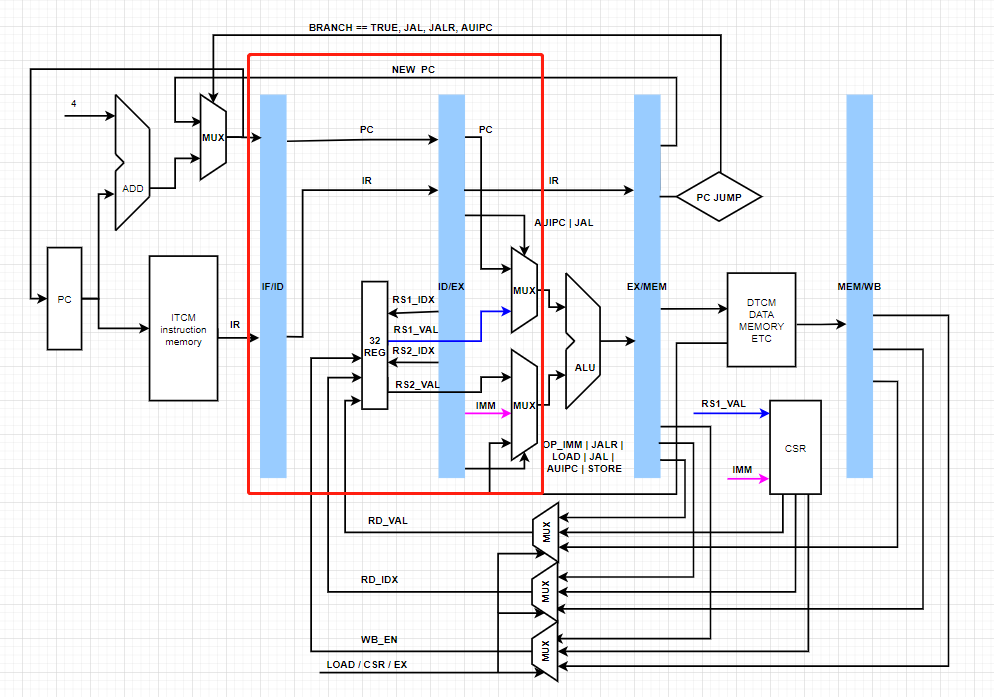 BRANCH == TRUE, JAL, JALR, AUIPC
NEW PC
4
MUX
PC
PC
ADD
IR
IR
AUIPC | JAL
PC JUMP
PC
ITCM
instruction
memory
IR
IF/ID
ID/EX
MUX
EX/MEM
MEM/WB
RS1_IDX
RS1_VAL
32
REG
RS2_IDX
RS2_VAL
ALU
DTCM
DATA
MEMORY
ETC
IMM
MUX
RS1_VAL
CSR
IMM
OP_IMM | JALR |
LOAD | JAL |
AUIPC | STORE
RD_VAL
MUX
RD_IDX
MUX
WB_EN
MUX
LOAD / CSR / EX